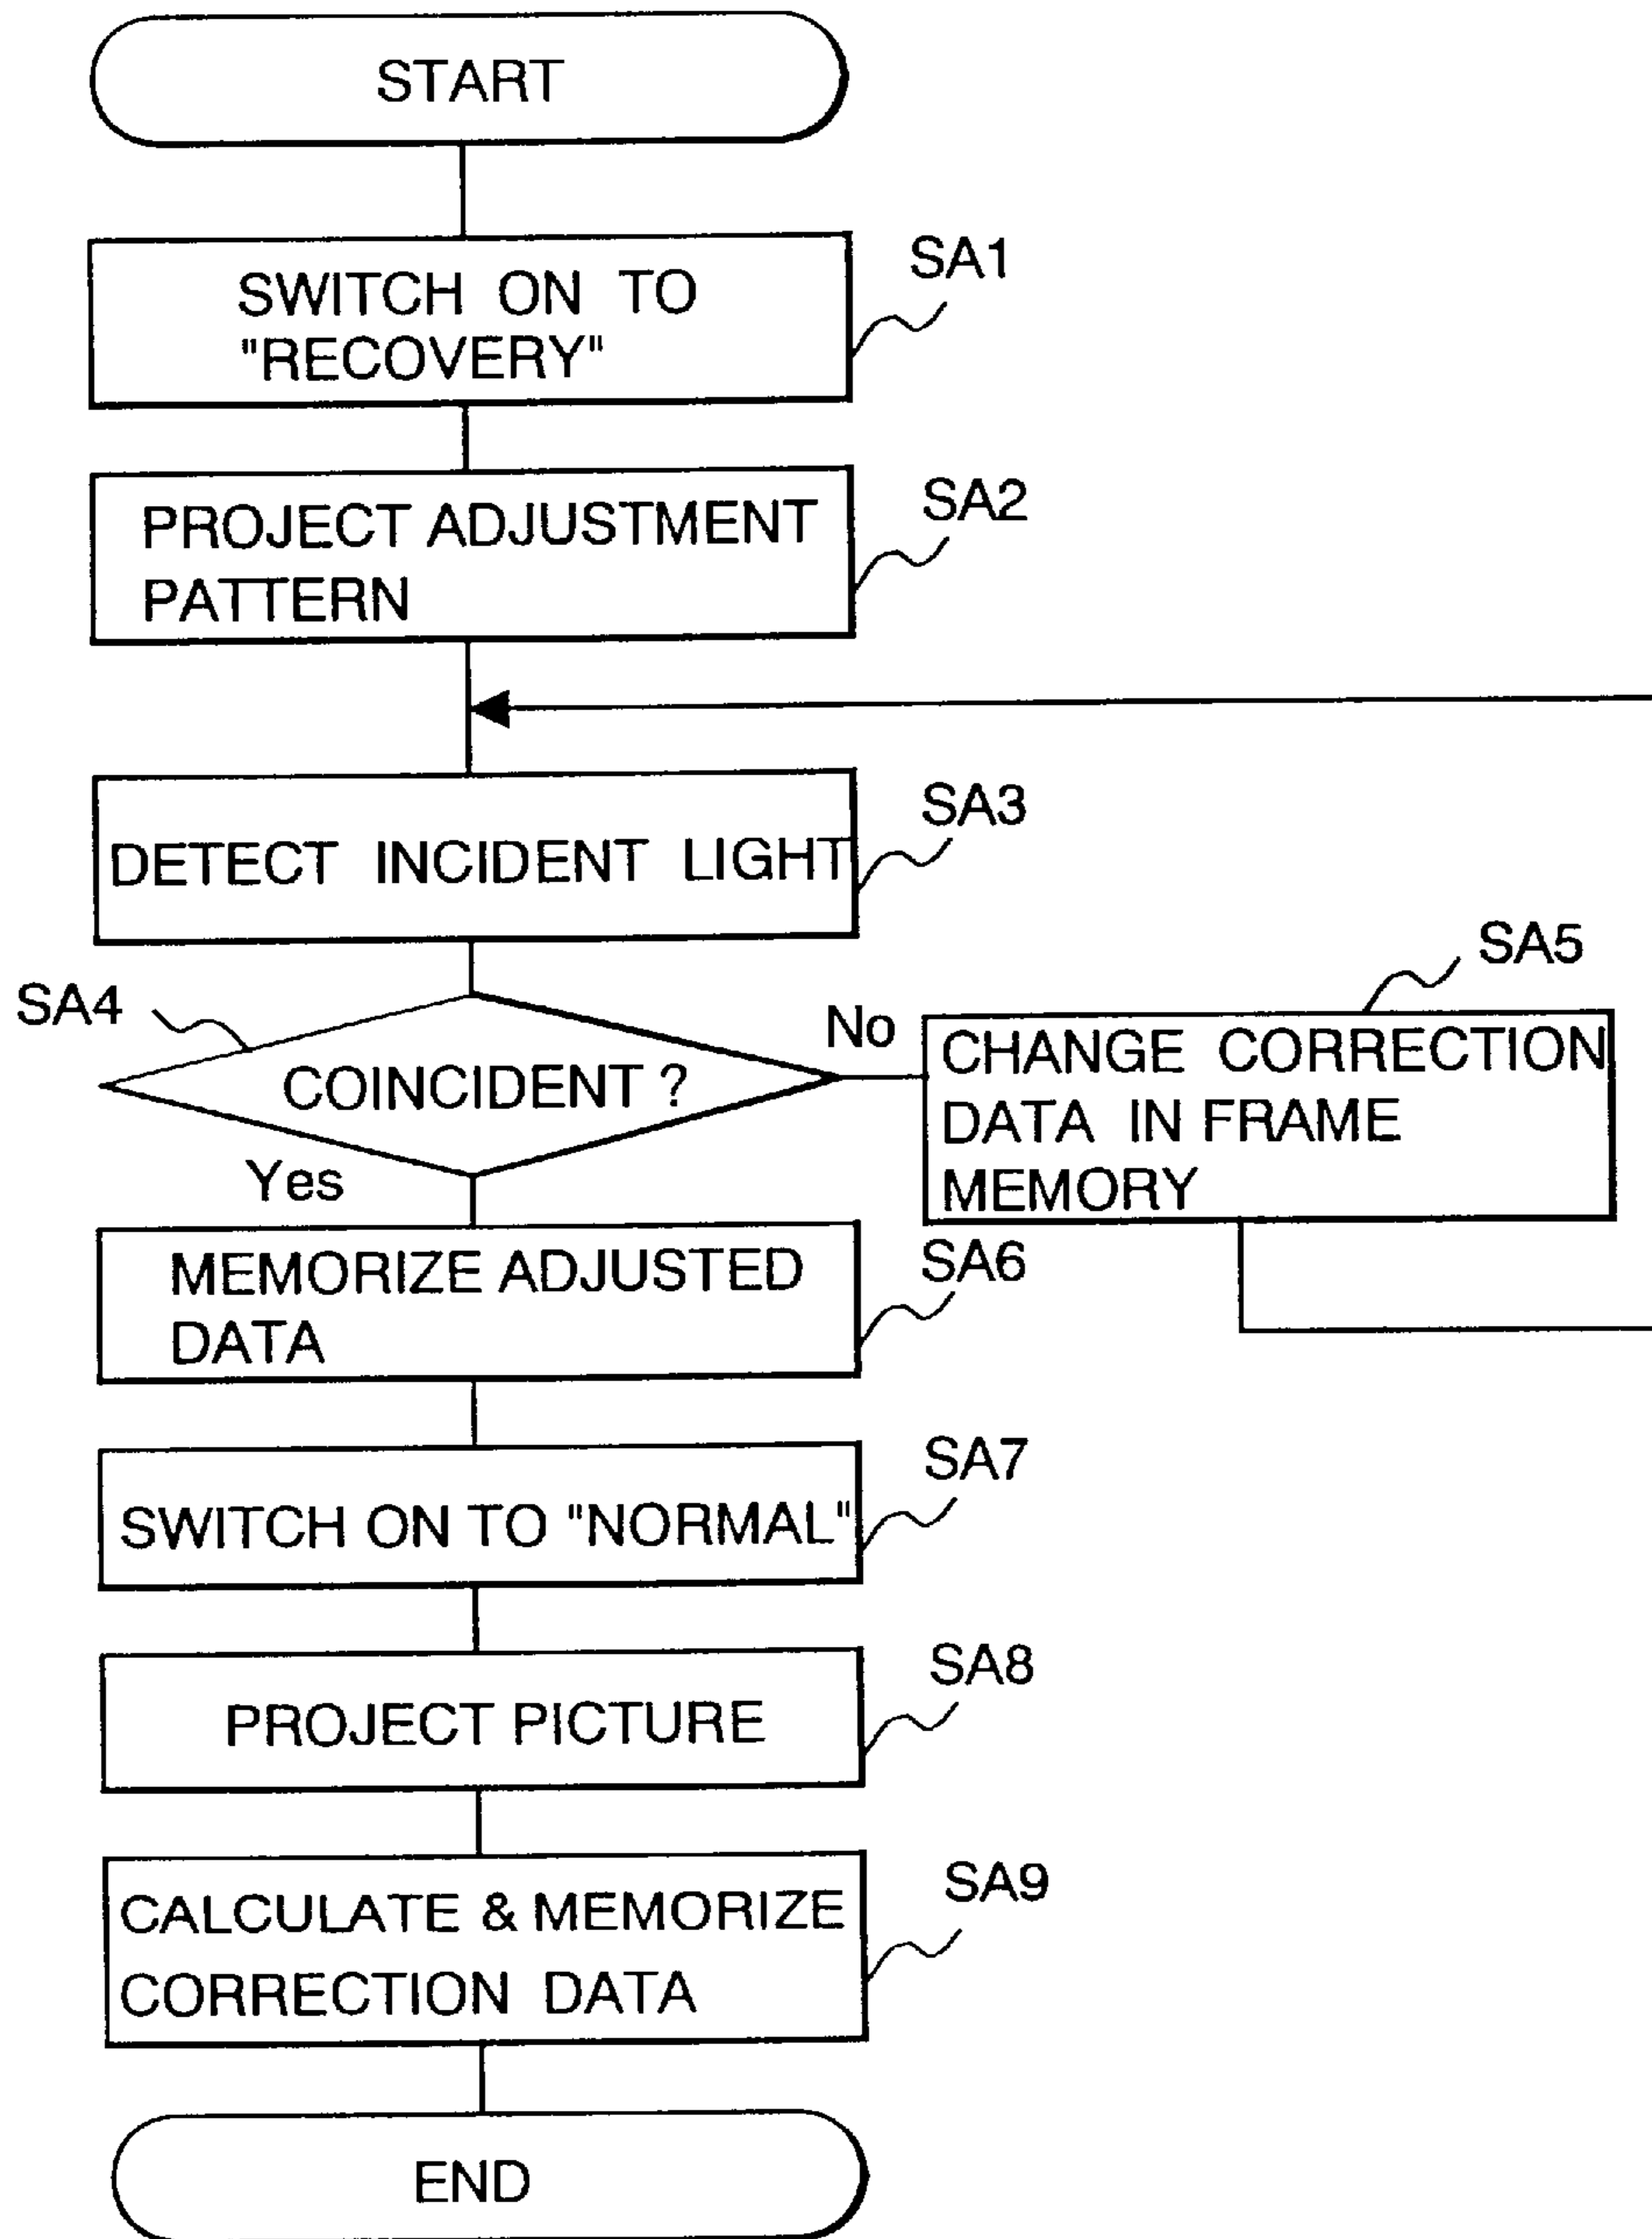 START
SWITCH ON TO
"RECOVERY"
SA1
PROJECT ADJUSTMENT
PATTERN
SA2
DETECT INCIDENT LIGHT
SA3
SA4
COINCIDENT ?
No
Yes
SA5
CHANGE CORRECTION
DATA IN FRAME
MEMORY
MEMORIZE ADJUSTED
DATA
SA6
SWITCH ON TO "NORMAL"
SA7
PROJECT PICTURE
SA8
CALCULATE & MEMORIZE
CORRECTION DATA
SA9
END